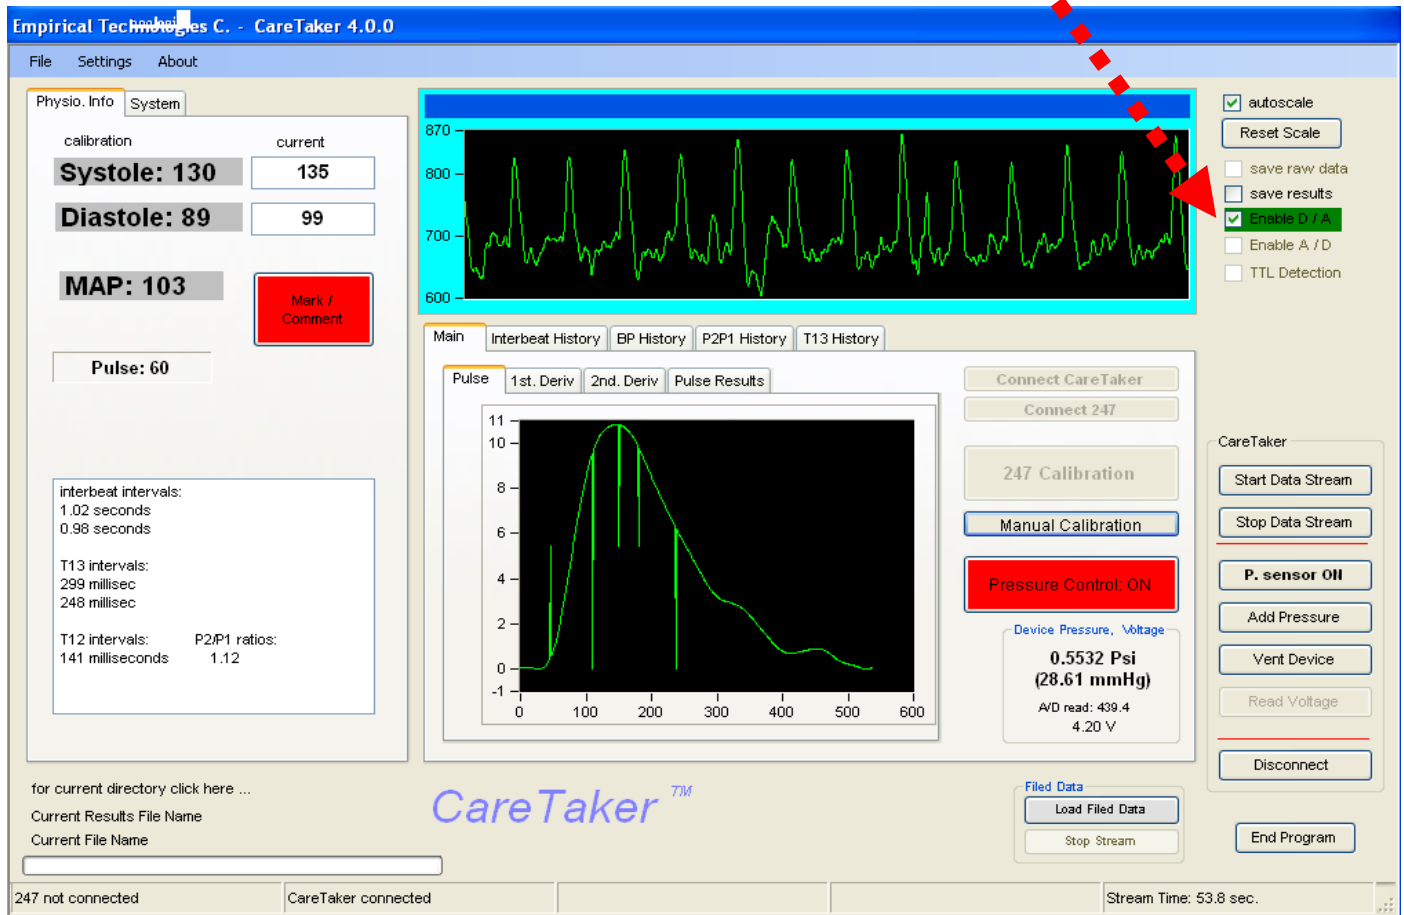 Empirical Technologies C. - CareTaker 4.0.0
File Settings About
Physio. Info System
calibration current
Systole: 130 135
Diastole: 89 99
MAP: 103
Mark /
Comment
Pulse: 60
interbeat intervals:
1.02 seconds
0.98 seconds
T13 intervals:
299 millisec
248 millisec
T12 intervals: P2/P1 ratios:
141 milliseconds 1.12
870
800
700
600
autoscale
Reset Scale
save raw data
save results
Enable D / A
Enable A / D
TTL Detection
Main Interbeat History BP History P2P1 History T13 History
Pulse 1st. Deriv 2nd. Deriv Pulse Results
11
10
8
6
4
2
0
-1
0 100 200 300 400 500 600
Connect CareTaker
Connect 247
247 Calibration
Manual Calibration
Pressure Control: ON
Device Pressure, Voltage
0.5532 Psi
(28.61 mmHg)
A/D read: 439.4
4.20 V
CareTaker
Start Data Stream
Stop Data Stream
P. sensor ON
Add Pressure
Vent Device
Read Voltage
Disconnect
for current directory click here ...
Current Results File Name
Current File Name
CareTaker TM
Filed Data
Load Filed Data
Stop Stream
End Program
247 not connected CareTaker connected Stream Time: 53.8 sec.